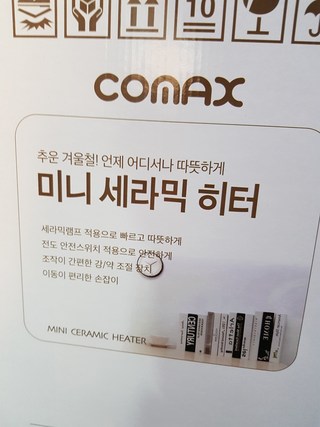 10
COMAX
추운 겨울철! 언제 어디서나 따뜻하게
미니 세라믹 히터
세라믹램프 적용으로 빠르고 따뜻하게
전도 안전스위치 적용으로 안전하게
조작이 간편한 강/약 조절 장치
이동이 편리한 손잡이
MINI CERAMIC HEATER
CENTURY